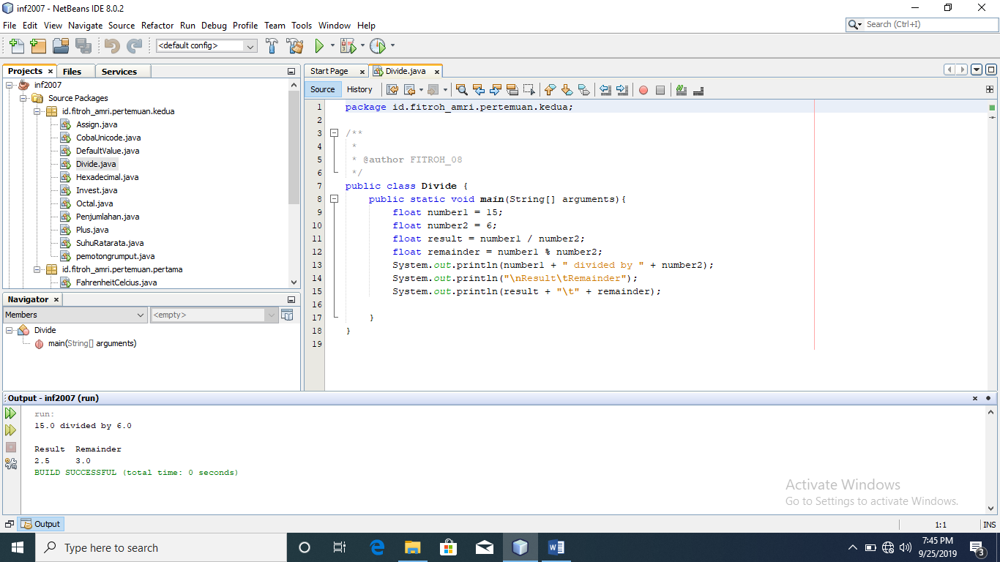 inf2007 - NetBeans IDE 8.0.2
File Edit View Navigate Source Refactor Run Debug Profile Team Tools Window Help
Search (Ctrl+I)
<default config>
Projects Files Services
inf2007
Source Packages
id.fitroh_amri.pertemuan.kedua
Assign.java
CobaUnicode.java
DefaultValue.java
Divide.java
Hexadecimal.java
Invest.java
Octal.java
Penjumlahan.java
Plus.java
SuhuRatarata.java
pemotongrumput.java
id.fitroh_amri.pertemuan.pertama
FahrenheitCelcius.java
Navigator
Members
<empty>
Divide
main(String[] arguments)
Start Page Divide.java
Source History
1 package id.fitroh_amri.pertemuan.kedua;
2
3 /**
4 *
5 * @author FITROH_08
6 */
7 public class Divide {
8 public static void main(String[] arguments){
9 float number1 = 15;
10 float number2 = 6;
11 float result = number1 / number2;
12 float remainder = number1 % number2;
13 System.out.println(number1 + " divided by " + number2);
14 System.out.println("\nResult\tRemainder");
15 System.out.println(result + "\t" + remainder);
16
17 }
18 }
19
Output - inf2007 (run)
run:
15.0 divided by 6.0
Result Remainder
2.5 3.0
BUILD SUCCESSFUL (total time: 0 seconds)
Activate Windows
Go to Settings to activate Windows.
Output
1:1 INS
Type here to search
7:45 PM
9/25/2019
3